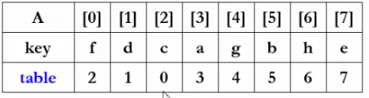 A [0] [1] [2] [3] [4] [5] [6] [7]
key f d c a g b h e
table 2 1 0 3 4 5 6 7